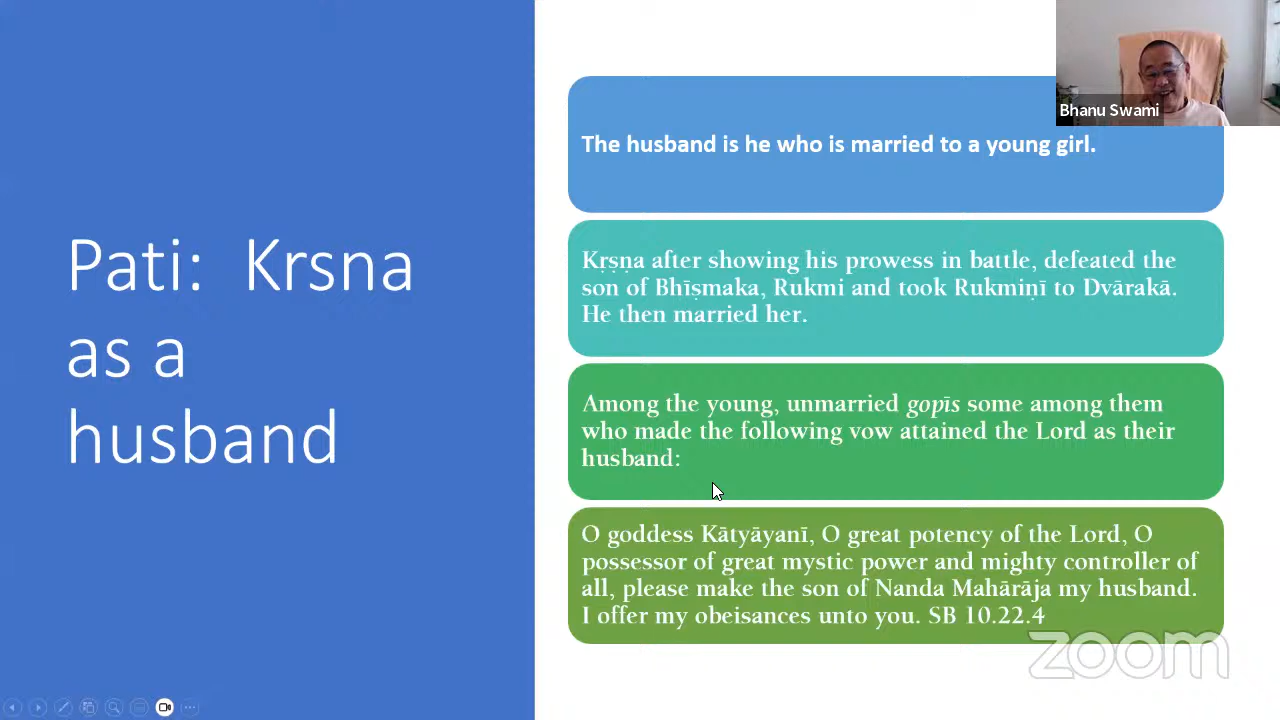 Pati: Krsna
as a
husband
Bhanu Swami
The husband is he who is married to a young girl.
Kṛṣṇa after showing his prowess in battle, defeated the
son of Bhīṣmaka, Rukmi and took Rukmiṇī to Dvārakā.
He then married her.
Among the young, unmarried gopīs some among them
who made the following vow attained the Lord as their
husband:
O goddess Kātyāyanī, O great potency of the Lord, O
possessor of great mystic power and mighty controller of
all, please make the son of Nanda Mahārāja my husband.
I offer my obeisances unto you. SB 10.22.4
zoom